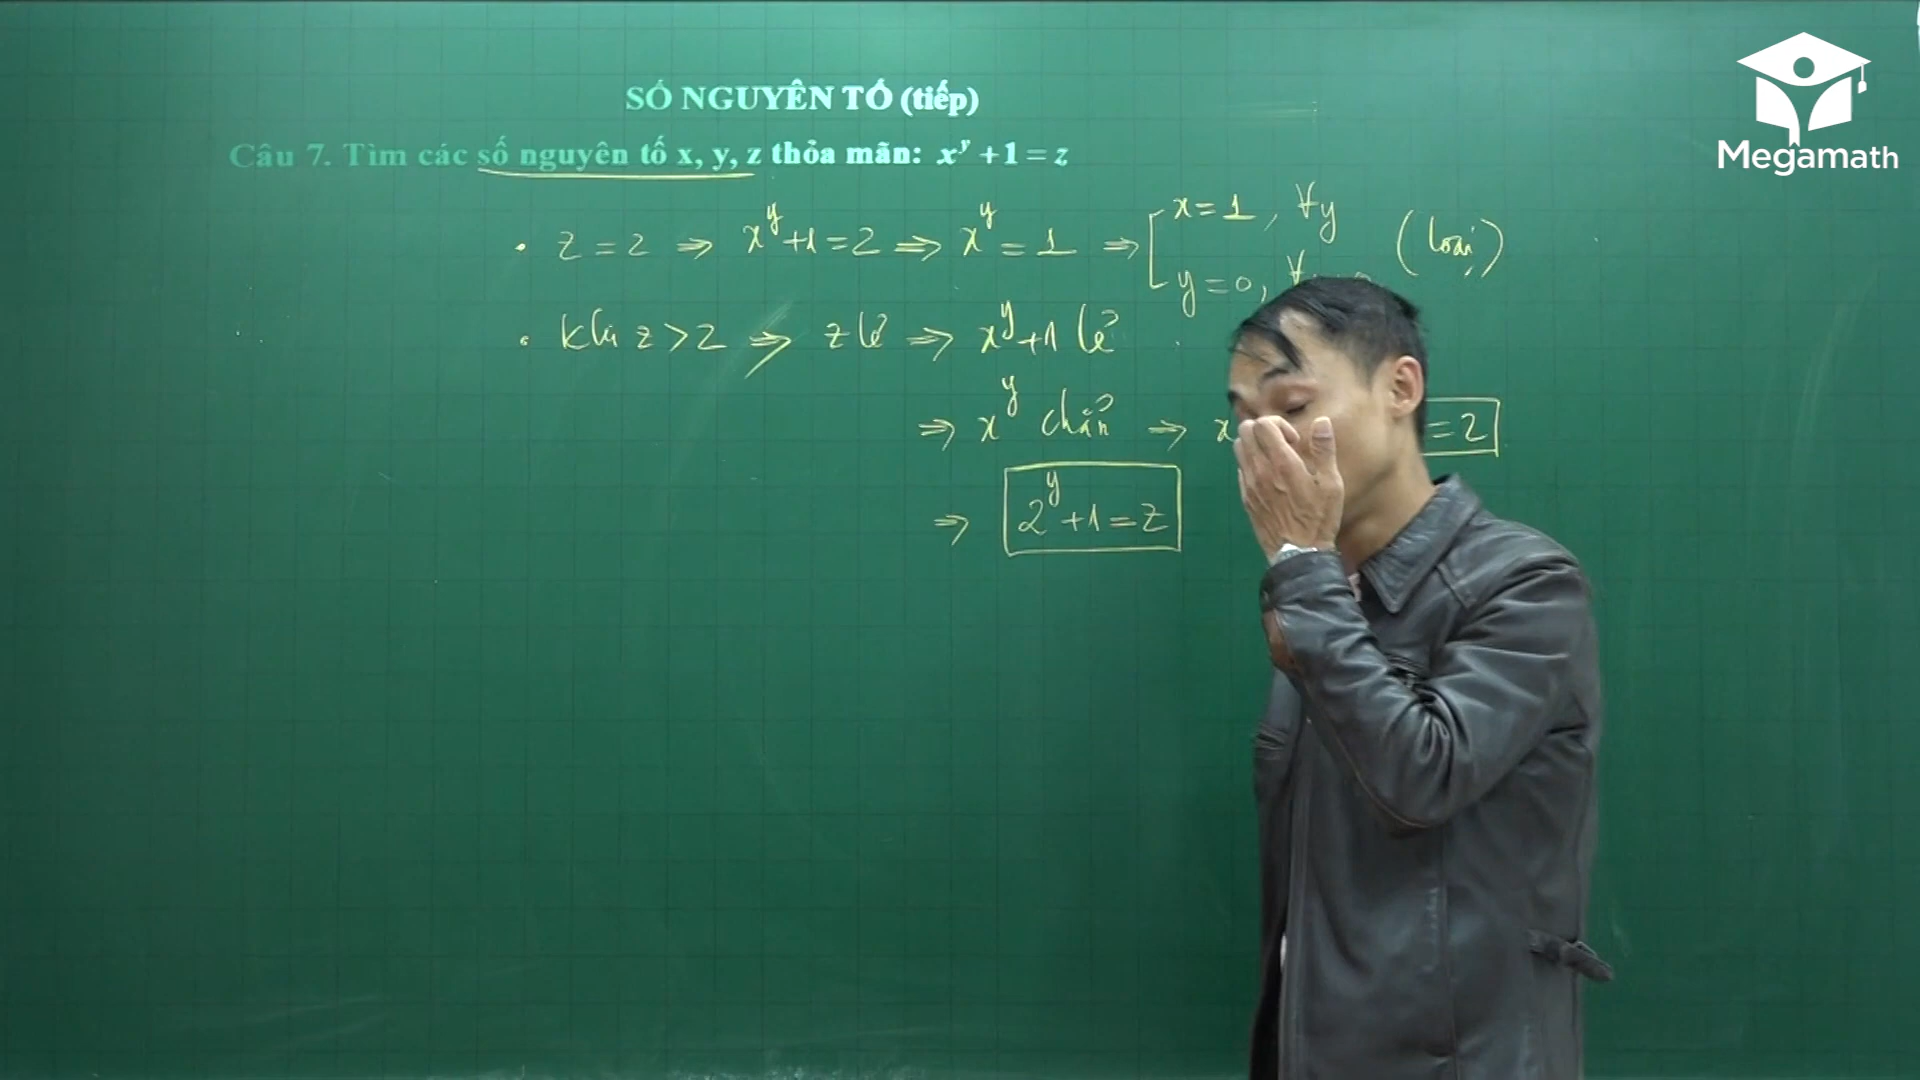 Megamath
SỐ NGUYÊN TỐ (tiếp)
Câu 7. Tìm các số nguyên tố x, y, z thỏa mãn: x^y + 1 = z
• z = 2 ⇒ x^y + 1 = 2 ⇒ x^y = 1 ⇒ [ x = 1, ∀y (loại)
y = 0, ∀
• khi z > 2 ⇒ z lẻ ⇒ x^y + 1 lẻ
⇒ x^y chẵn ⇒ x = 2
⇒ 2^y + 1 = z